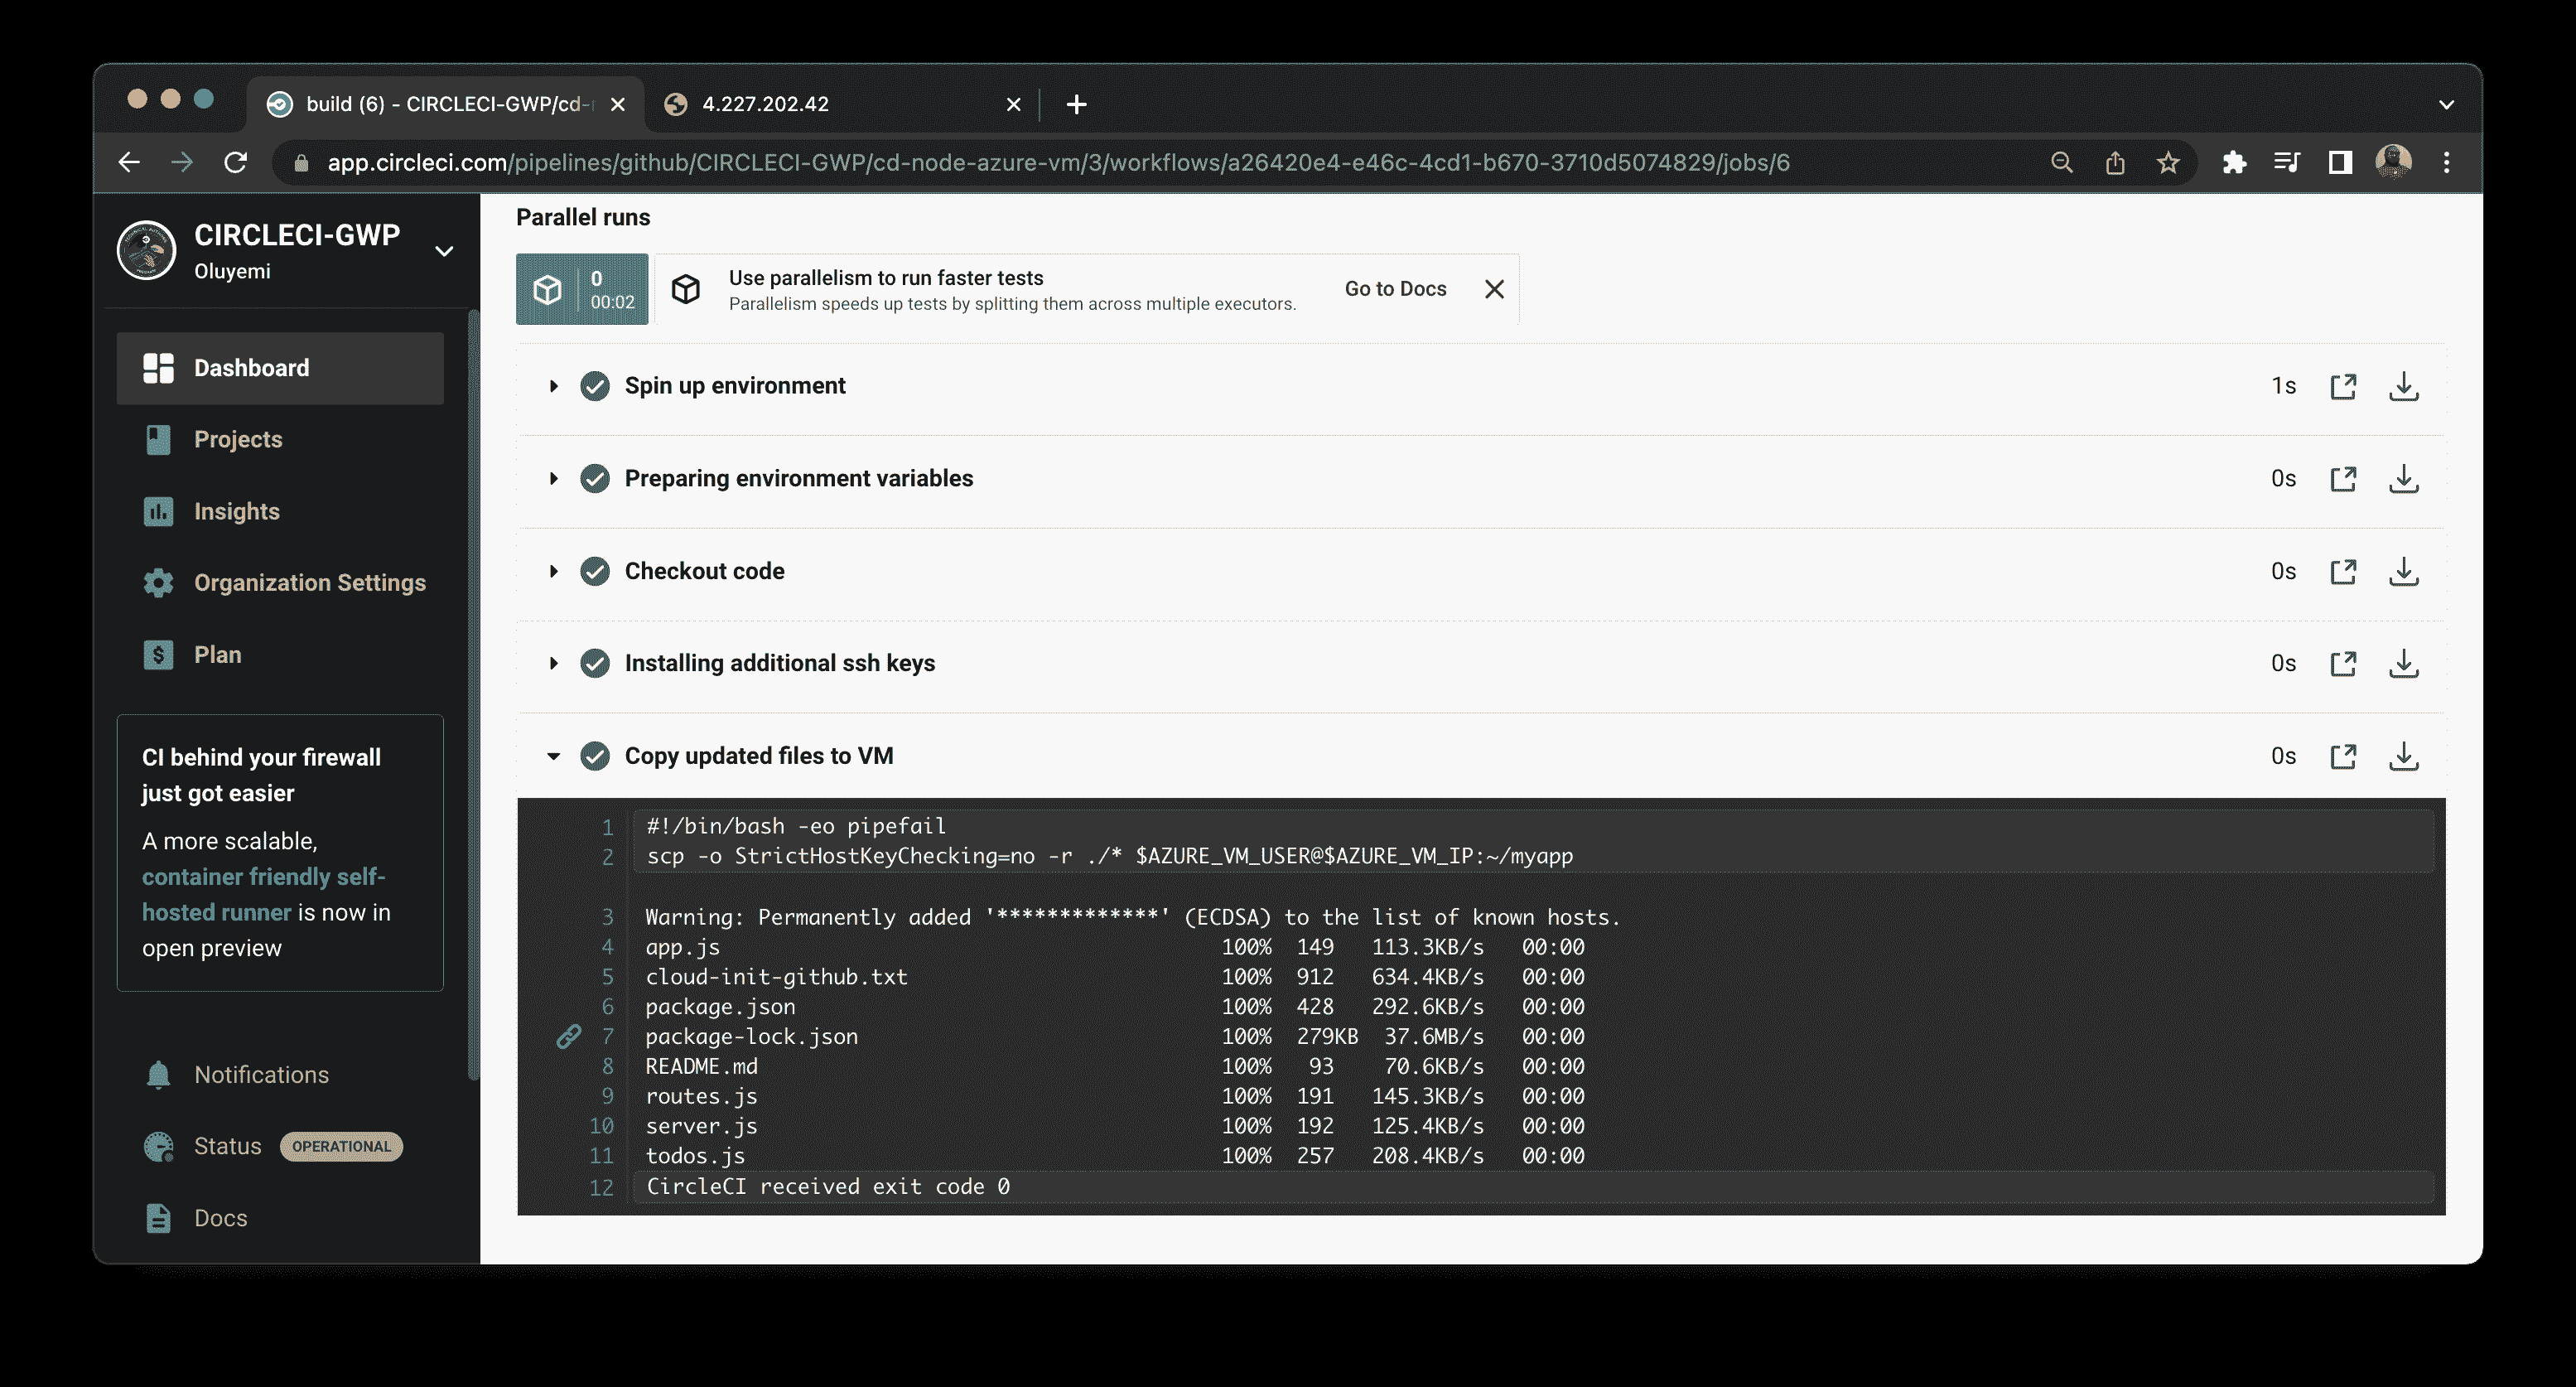 build (6) - CIRCLECI-GWP/cd-
4.227.202.42
app.circleci.com/pipelines/github/CIRCLECI-GWP/cd-node-azure-vm/3/workflows/a26420e4-e46c-4cd1-b670-3710d5074829/jobs/6
CIRCLECI-GWP
Oluyemi
Dashboard
Projects
Insights
Organization Settings
Plan
CI behind your firewall
just got easier
A more scalable,
container friendly self-
hosted runner is now in
open preview
Notifications
Status OPERATIONAL
Docs
Parallel runs
0
00:02
Use parallelism to run faster tests
Parallelism speeds up tests by splitting them across multiple executors.
Go to Docs
Spin up environment 1s
Preparing environment variables 0s
Checkout code 0s
Installing additional ssh keys 0s
Copy updated files to VM 0s
1 #!/bin/bash -eo pipefail
2 scp -o StrictHostKeyChecking=no -r ./* $AZURE_VM_USER@$AZURE_VM_IP:~/myapp
3 Warning: Permanently added '*************' (ECDSA) to the list of known hosts.
4 app.js 100% 149 113.3KB/s 00:00
5 cloud-init-github.txt 100% 912 634.4KB/s 00:00
6 package.json 100% 428 292.6KB/s 00:00
7 package-lock.json 100% 279KB 37.6MB/s 00:00
8 README.md 100% 93 70.6KB/s 00:00
9 routes.js 100% 191 145.3KB/s 00:00
10 server.js 100% 192 125.4KB/s 00:00
11 todos.js 100% 257 208.4KB/s 00:00
12 CircleCI received exit code 0